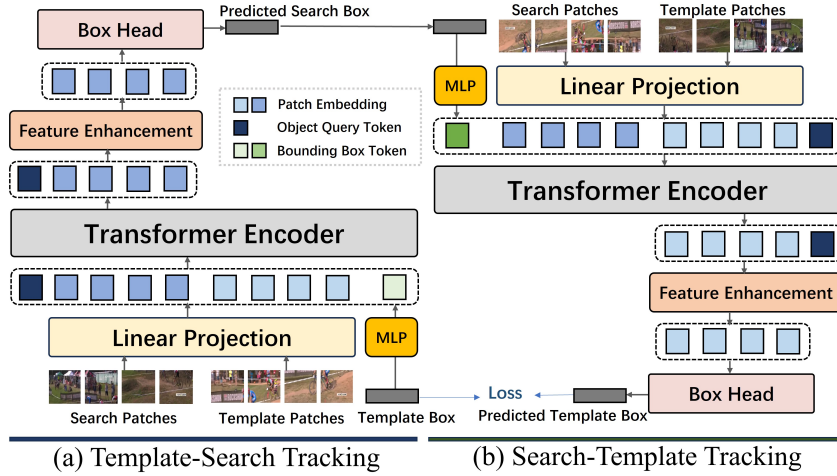 Predicted Search Box
Search Patches
Template Patches
Box Head
MLP
Linear Projection
Patch Embedding
Object Query Token
Bounding Box Token
Feature Enhancement
Transformer Encoder
Transformer Encoder
Linear Projection
MLP
Feature Enhancement
Search Patches
Template Patches
Template Box
Loss
Predicted Template Box
Box Head
(a) Template-Search Tracking
(b) Search-Template Tracking